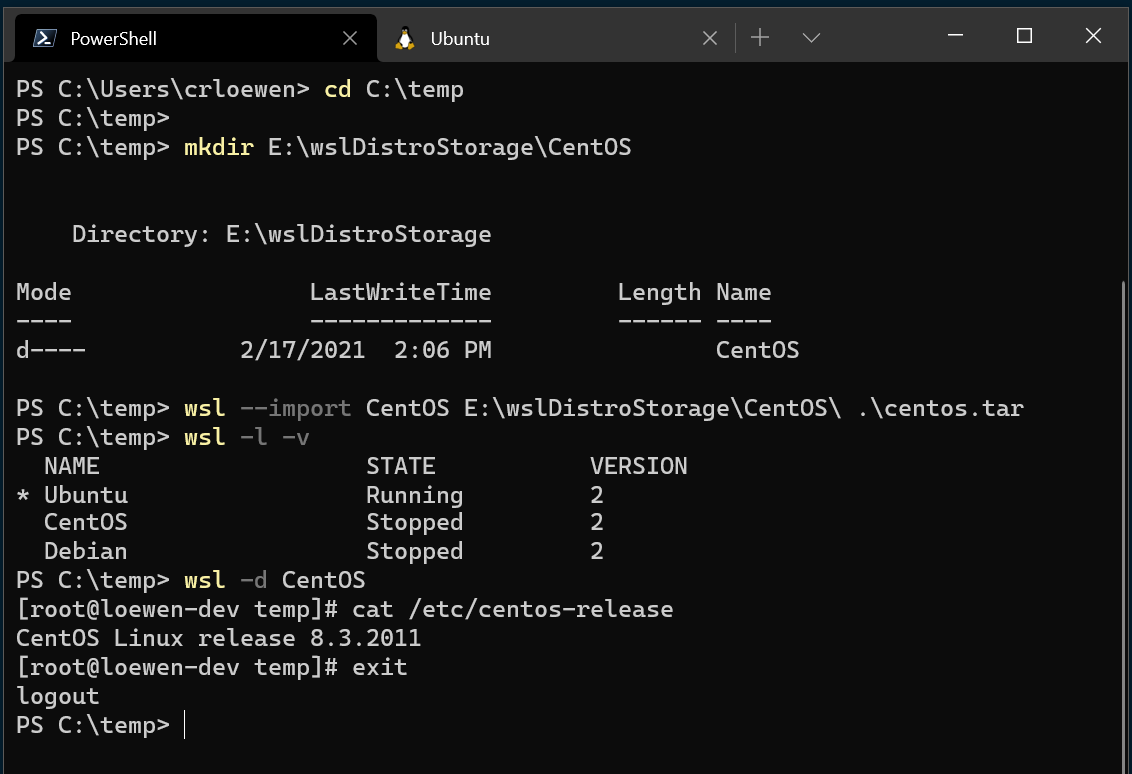 PowerShell Ubuntu
PS C:\Users\crloewen> cd C:\temp
PS C:\temp>
PS C:\temp> mkdir E:\wslDistroStorage\CentOS
    Directory: E:\wslDistroStorage
Mode                 LastWriteTime         Length Name
----                 -------------         ------ ----
d----           2/17/2021  2:06 PM                CentOS
PS C:\temp> wsl --import CentOS E:\wslDistroStorage\CentOS\ .\centos.tar
PS C:\temp> wsl -l -v
  NAME                   STATE           VERSION
* Ubuntu                 Running         2
  CentOS                 Stopped         2
  Debian                 Stopped         2
PS C:\temp> wsl -d CentOS
[root@loewen-dev temp]# cat /etc/centos-release
CentOS Linux release 8.3.2011
[root@loewen-dev temp]# exit
logout
PS C:\temp>